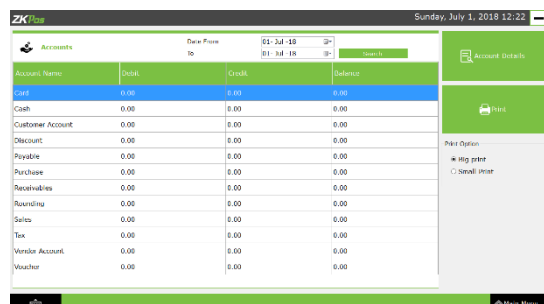 ZKPos
Sunday, July 1, 2018 12:22
Accounts
Date From 01- Jul -18
To 01- Jul -18 Search
Account Details
Account Name Debit Credit Balance
Card 0.00 0.00 0.00
Cash 0.00 0.00 0.00
Customer Account 0.00 0.00 0.00
Discount 0.00 0.00 0.00
Payable 0.00 0.00 0.00
Purchase 0.00 0.00 0.00
Receivables 0.00 0.00 0.00
Rounding 0.00 0.00 0.00
Sales 0.00 0.00 0.00
Tax 0.00 0.00 0.00
Vendor Account 0.00 0.00 0.00
Voucher 0.00 0.00 0.00
Print
Print Option
Big print
Small Print
Main Menu